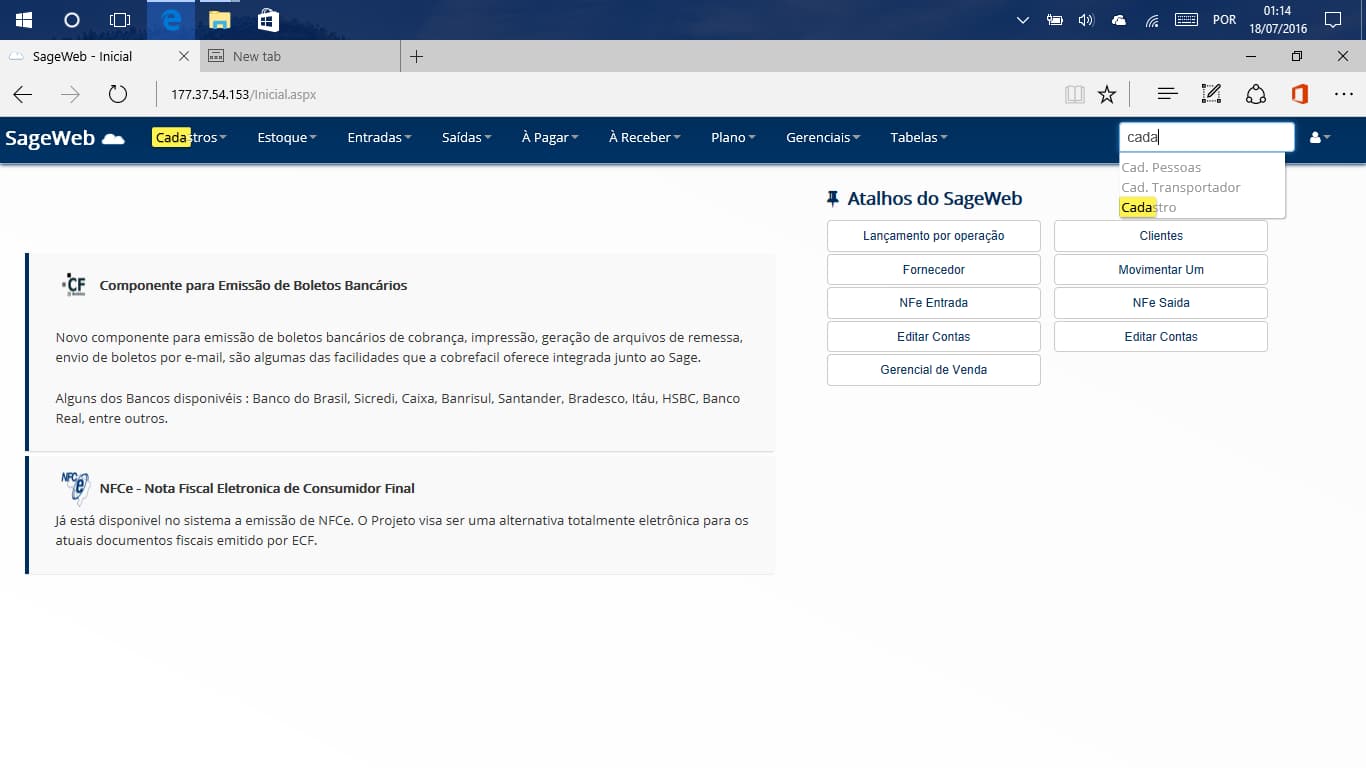 POR
01:14
18/07/2016
SageWeb - Inicial
New tab
177.37.54.153/Inicial.aspx
SageWeb
Cadastros
Estoque
Entradas
Saídas
À Pagar
À Receber
Plano
Gerenciais
Tabelas
cada
Cad. Pessoas
Cad. Transportador
Cadastro
Atalhos do SageWeb
Lançamento por operação
Clientes
Fornecedor
Movimentar Um
NFe Entrada
NFe Saida
Editar Contas
Editar Contas
Gerencial de Venda
CF
Componente para Emissão de Boletos Bancários
Novo componente para emissão de boletos bancários de cobrança, impressão, geração de arquivos de remessa,
envio de boletos por e-mail, são algumas das facilidades que a cobrefacil oferece integrada junto ao Sage.
Alguns dos Bancos disponivéis : Banco do Brasil, Sicredi, Caixa, Banrisul, Santander, Bradesco, Itáu, HSBC, Banco
Real, entre outros.
NFC
e
NFCe - Nota Fiscal Eletronica de Consumidor Final
Já está disponivel no sistema a emissão de NFCe. O Projeto visa ser uma alternativa totalmente eletrônica para os
atuais documentos fiscais emitido por ECF.